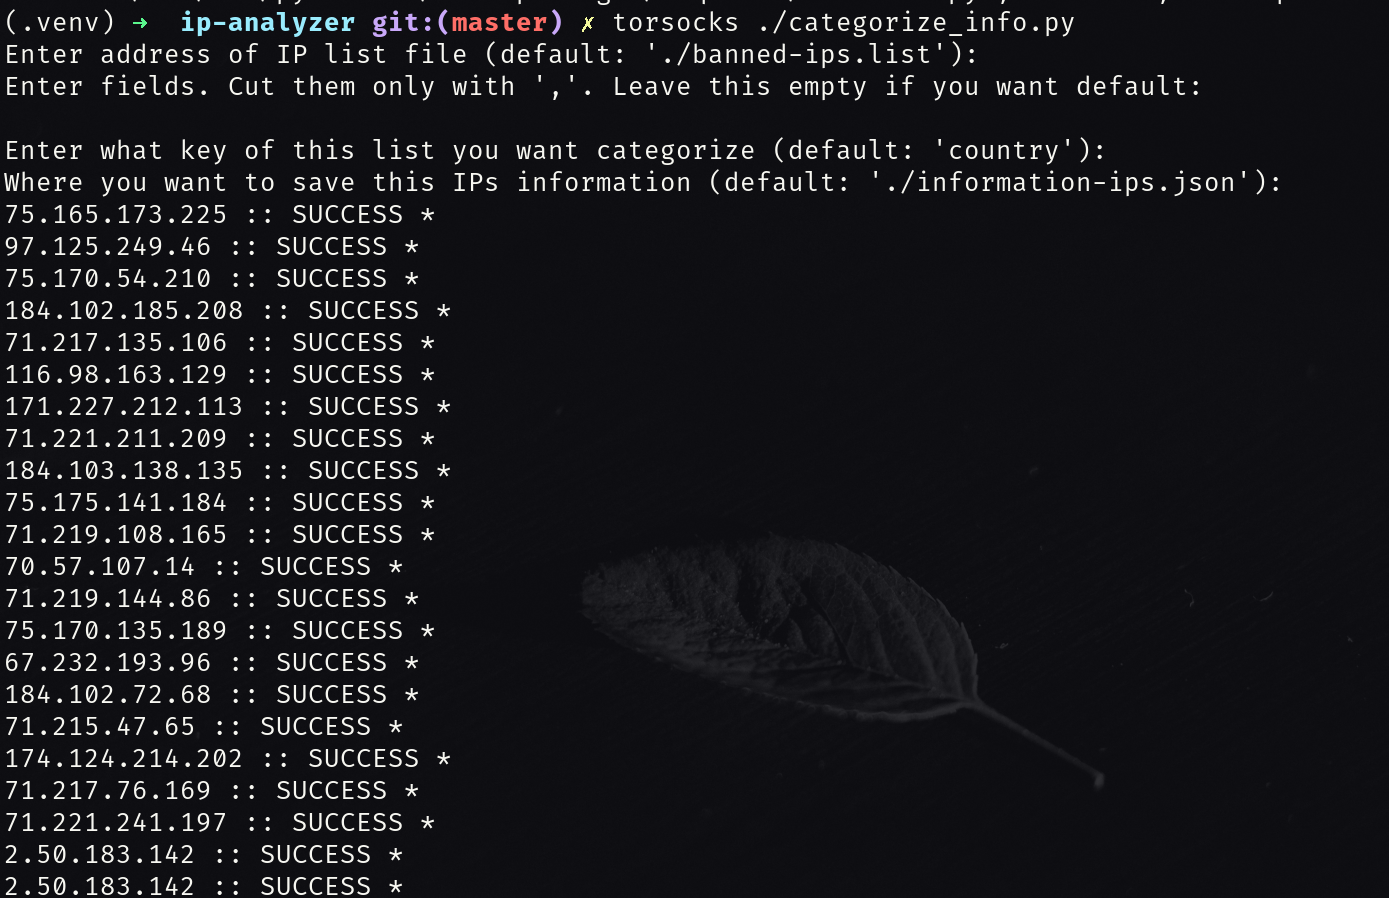 (.venv) ➜ ip-analyzer git:(master) ✗ torsocks ./categorize_info.py
Enter address of IP list file (default: './banned-ips.list'):
Enter fields. Cut them only with ','. Leave this empty if you want default:
Enter what key of this list you want categorize (default: 'country'):
Where you want to save this IPs information (default: './information-ips.json'):
75.165.173.225 :: SUCCESS *
97.125.249.46 :: SUCCESS *
75.170.54.210 :: SUCCESS *
184.102.185.208 :: SUCCESS *
71.217.135.106 :: SUCCESS *
116.98.163.129 :: SUCCESS *
171.227.212.113 :: SUCCESS *
71.221.211.209 :: SUCCESS *
184.103.138.135 :: SUCCESS *
75.175.141.184 :: SUCCESS *
71.219.108.165 :: SUCCESS *
70.57.107.14 :: SUCCESS *
71.219.144.86 :: SUCCESS *
75.170.135.189 :: SUCCESS *
67.232.193.96 :: SUCCESS *
184.102.72.68 :: SUCCESS *
71.215.47.65 :: SUCCESS *
174.124.214.202 :: SUCCESS *
71.217.76.169 :: SUCCESS *
71.221.241.197 :: SUCCESS *
2.50.183.142 :: SUCCESS *
2.50.183.142 :: SUCCESS *